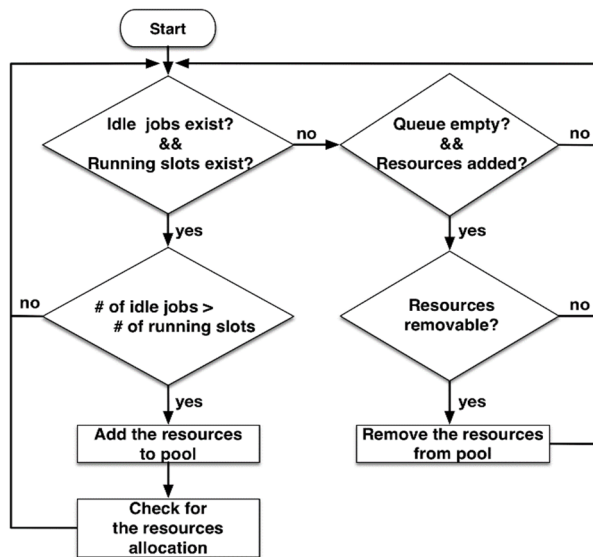 Start
Idle jobs exist?
&&
Running slots exist?
no
Queue empty?
&&
Resources added?
no
yes
yes
no
# of idle jobs >
# of running slots
Resources
removable?
no
yes
yes
Add the resources
to pool
Remove the resources
from pool
Check for
the resources
allocation